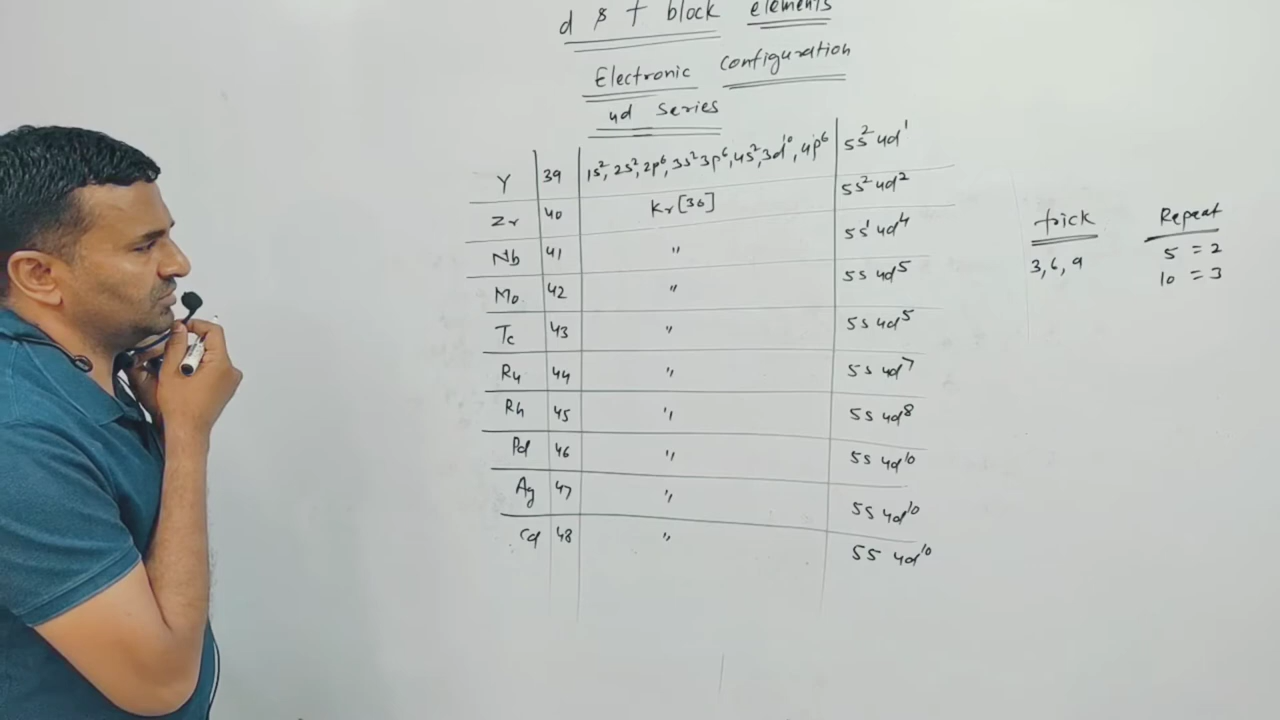 d & f block elements
Electronic configuration
4d series
Y 39 1s², 2s², 2p⁶, 3s² 3p⁶, 4s², 3d¹⁰, 4p⁶ 5s² 4d¹
Zr 40 Kr[36] 5s² 4d²
Nb 41 " 5s¹ 4d⁴
Mo 42 " 5s 4d⁵
Tc 43 " 5s 4d⁵
Ru 44 " 5s 4d⁷
Rh 45 " 5s 4d⁸
Pd 46 " 5s 4d¹⁰
Ag 47 " 5s 4d¹⁰
Cd 48 " 5s 4d¹⁰
trick
3, 6, 9
Repeat
5 = 2
10 = 3